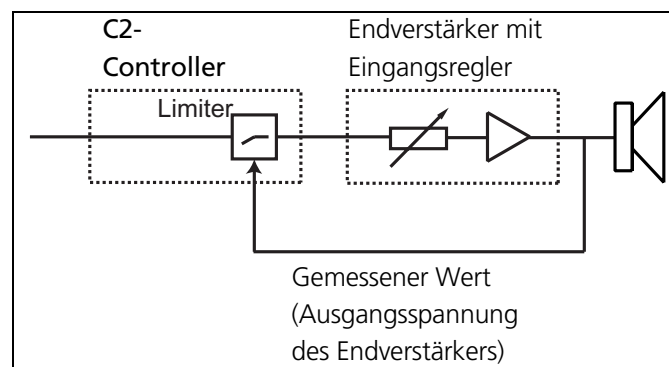 C2-
Controller
Endverstärker mit
Eingangsregler
Limiter
Gemessener Wert
(Ausgangsspannung
des Endverstärkers)